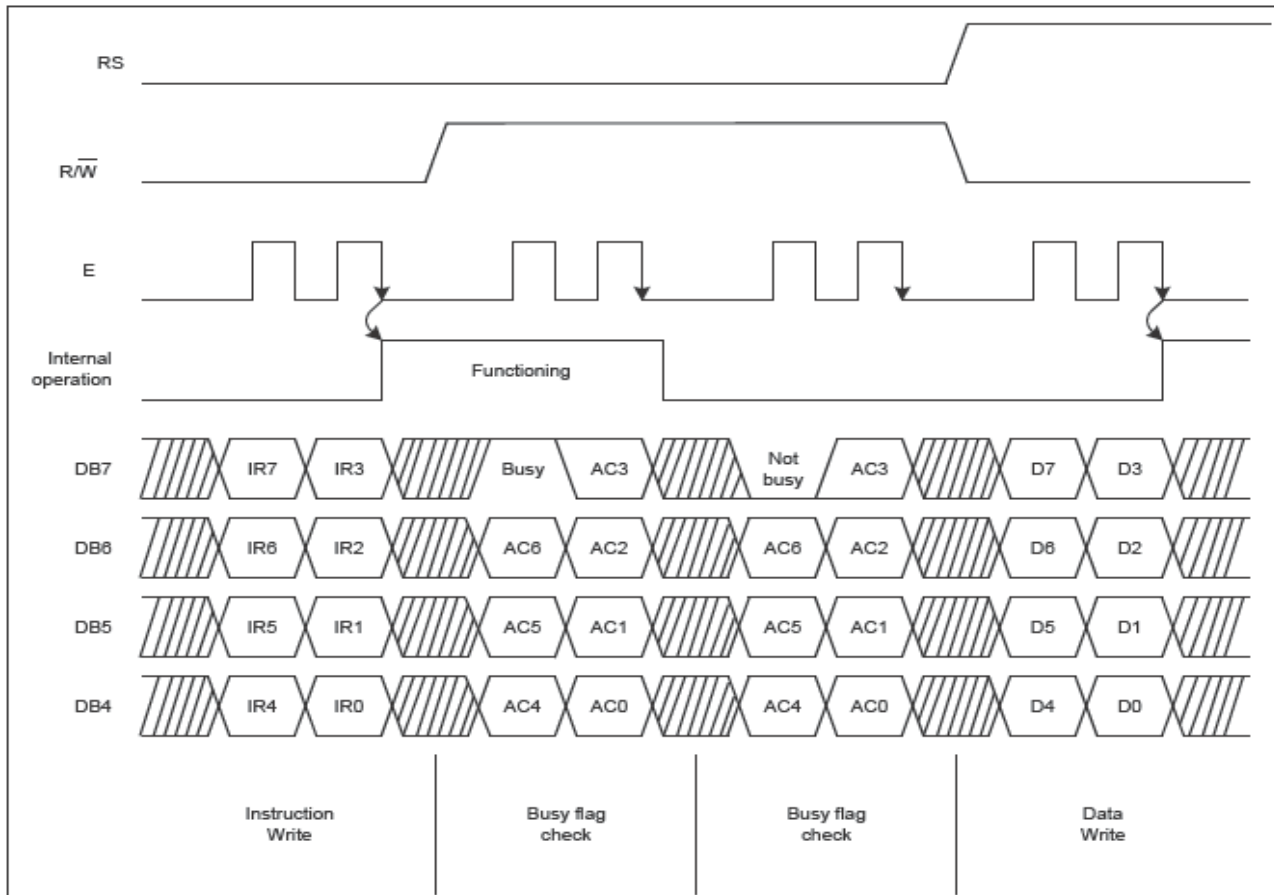 RS
R/W̅
E
Internal
operation
Functioning
DB7
IR7 IR3 Busy AC3 Not
busy AC3 D7 D3
DB6
IR6 IR2 AC6 AC2 AC6 AC2 D6 D2
DB5
IR5 IR1 AC5 AC1 AC5 AC1 D5 D1
DB4
IR4 IR0 AC4 AC0 AC4 AC0 D4 D0
Instruction
Write
Busy flag
check
Busy flag
check
Data
Write